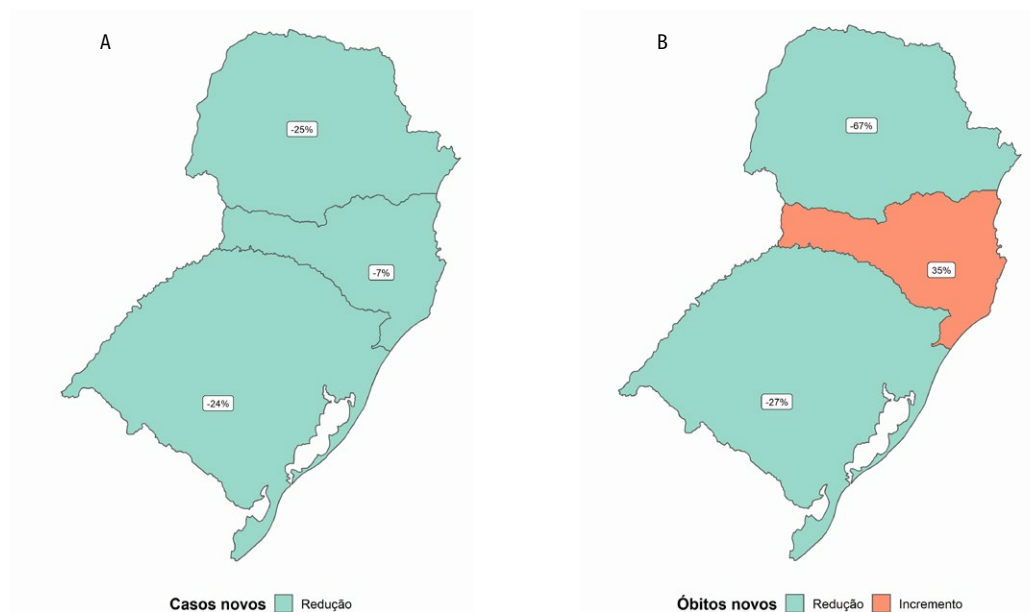 A
B
-25%
-67%
-7%
35%
-24%
-27%
Casos novos Redução
Óbitos novos Redução Incremento